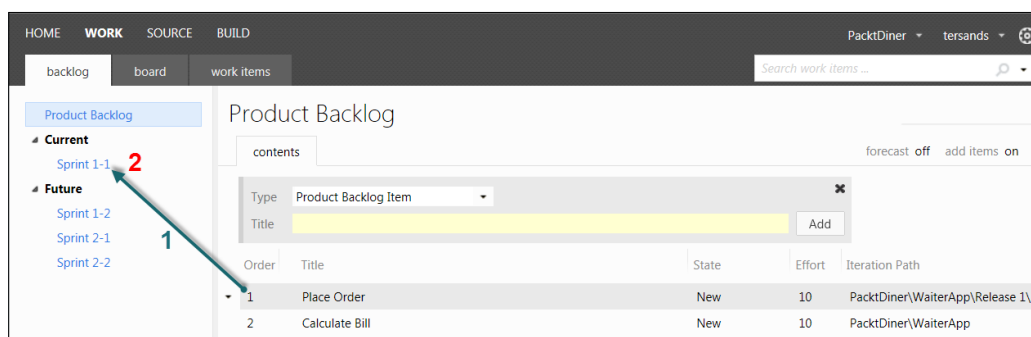 HOME WORK SOURCE BUILD PacktDiner tersands
backlog board work items Search work items ...
Product Backlog
Current
Sprint 1-1 2
Future
Sprint 1-2
Sprint 2-1
Sprint 2-2
1
Product Backlog
contents forecast off add items on
Type Product Backlog Item
Title Add
Order Title State Effort Iteration Path
1 Place Order New 10 PacktDiner\WaiterApp\Release 1\
2 Calculate Bill New 10 PacktDiner\WaiterApp